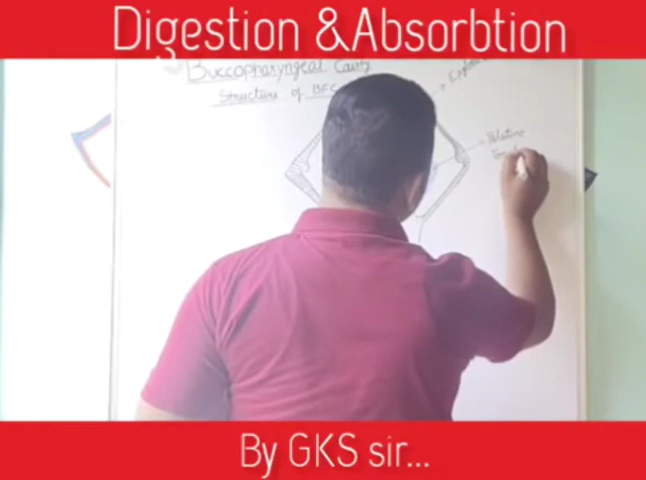 Digestion &Absorbtion
Buccopharyngeal Cavity
Structure of BPC
Palatine
By GKS sir...